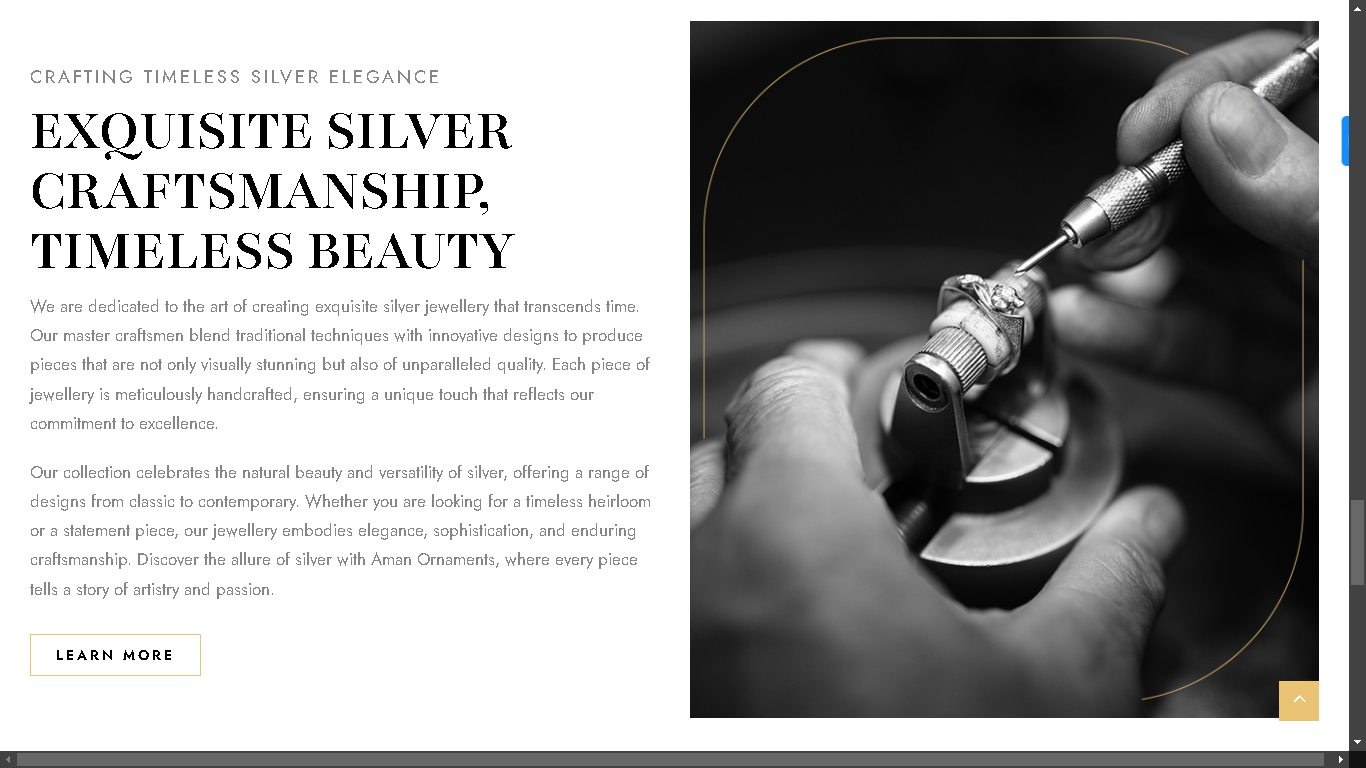 CRAFTING TIMELESS SILVER ELEGANCE
EXQUISITE SILVER
CRAFTSMANSHIP,
TIMELESS BEAUTY
We are dedicated to the art of creating exquisite silver jewellery that transcends time.
Our master craftsmen blend traditional techniques with innovative designs to produce
pieces that are not only visually stunning but also of unparalleled quality. Each piece of
jewellery is meticulously handcrafted, ensuring a unique touch that reflects our
commitment to excellence.
Our collection celebrates the natural beauty and versatility of silver, offering a range of
designs from classic to contemporary. Whether you are looking for a timeless heirloom
or a statement piece, our jewellery embodies elegance, sophistication, and enduring
craftsmanship. Discover the allure of silver with Aman Ornaments, where every piece
tells a story of artistry and passion.
LEARN MORE